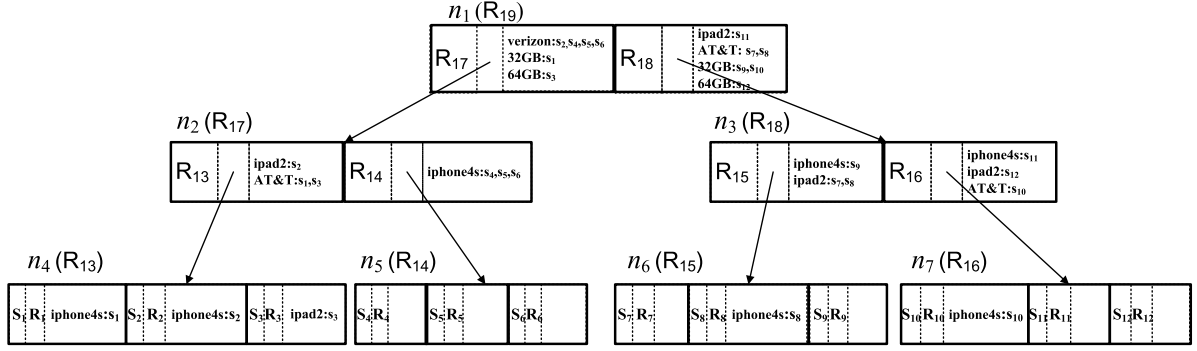 n1 (R19)
R17
verizon:s2,s4,s5,s6
32GB:s1
64GB:s3
R18
ipad2:s11
AT&T: s7,s8
32GB:s9,s10
64GB:s12
n2 (R17)
R13
ipad2:s2
AT&T:s1,s3
R14
iphone4s:s4,s5,s6
n3 (R18)
R15
iphone4s:s9
ipad2:s7,s8
R16
iphone4s:s11
ipad2:s12
AT&T:s10
n4 (R13)
S1 R1 iphone4s:s1 S2 R2 iphone4s:s2 S3 R3 ipad2:s3
n5 (R14)
S4 R4 S5 R5 S6 R6
n6 (R15)
S7 R7 S8 R8 iphone4s:s8 S9 R9
n7 (R16)
S10 R10 iphone4s:s10 S11 R11 S12 R12